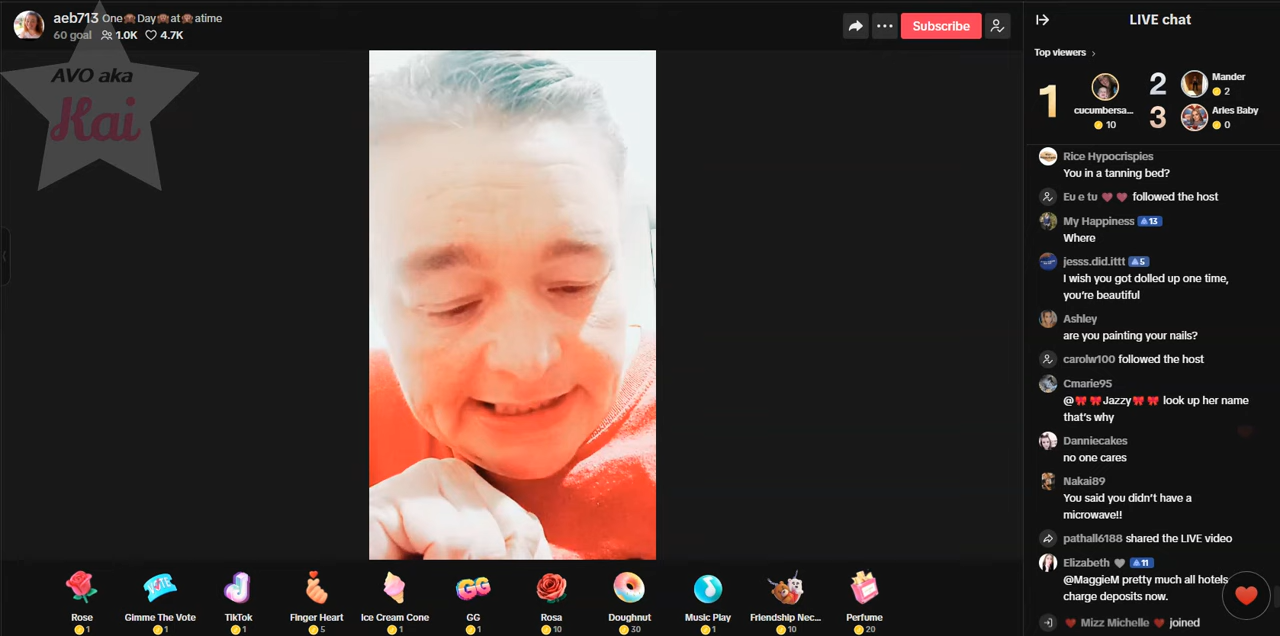 aeb713 One🙈Day🙈at🙈atime
60 goal 1.0K 4.7K
Subscribe
AVO aka
Kai
LIVE chat
Top viewers
1
cucumbersa...
10
2
Mander
2
3
Aries Baby
0
Rice Hypocrispies
You in a tanning bed?
Eu e tu ❤️ ❤️ followed the host
My Happiness 13
Where
jesss.did.ittt 5
I wish you got dolled up one time,
you're beautiful
Ashley
are you painting your nails?
carolw100 followed the host
Cmarie95
@🎀🎀Jazzy🎀🎀 look up her name
that's why
Danniecakes
no one cares
Nakai89
You said you didn't have a
microwave!!
pathall6188 shared the LIVE video
Elizabeth 🩶 11
@MaggieM pretty much all hotels
charge deposits now.
❤️ Mizz Michelle ❤️ joined
VOTE
GG
Rose
1
Gimme The Vote
1
TikTok
1
Finger Heart
5
Ice Cream Cone
1
GG
1
Rosa
10
Doughnut
30
Music Play
1
Friendship Nec...
10
Perfume
20